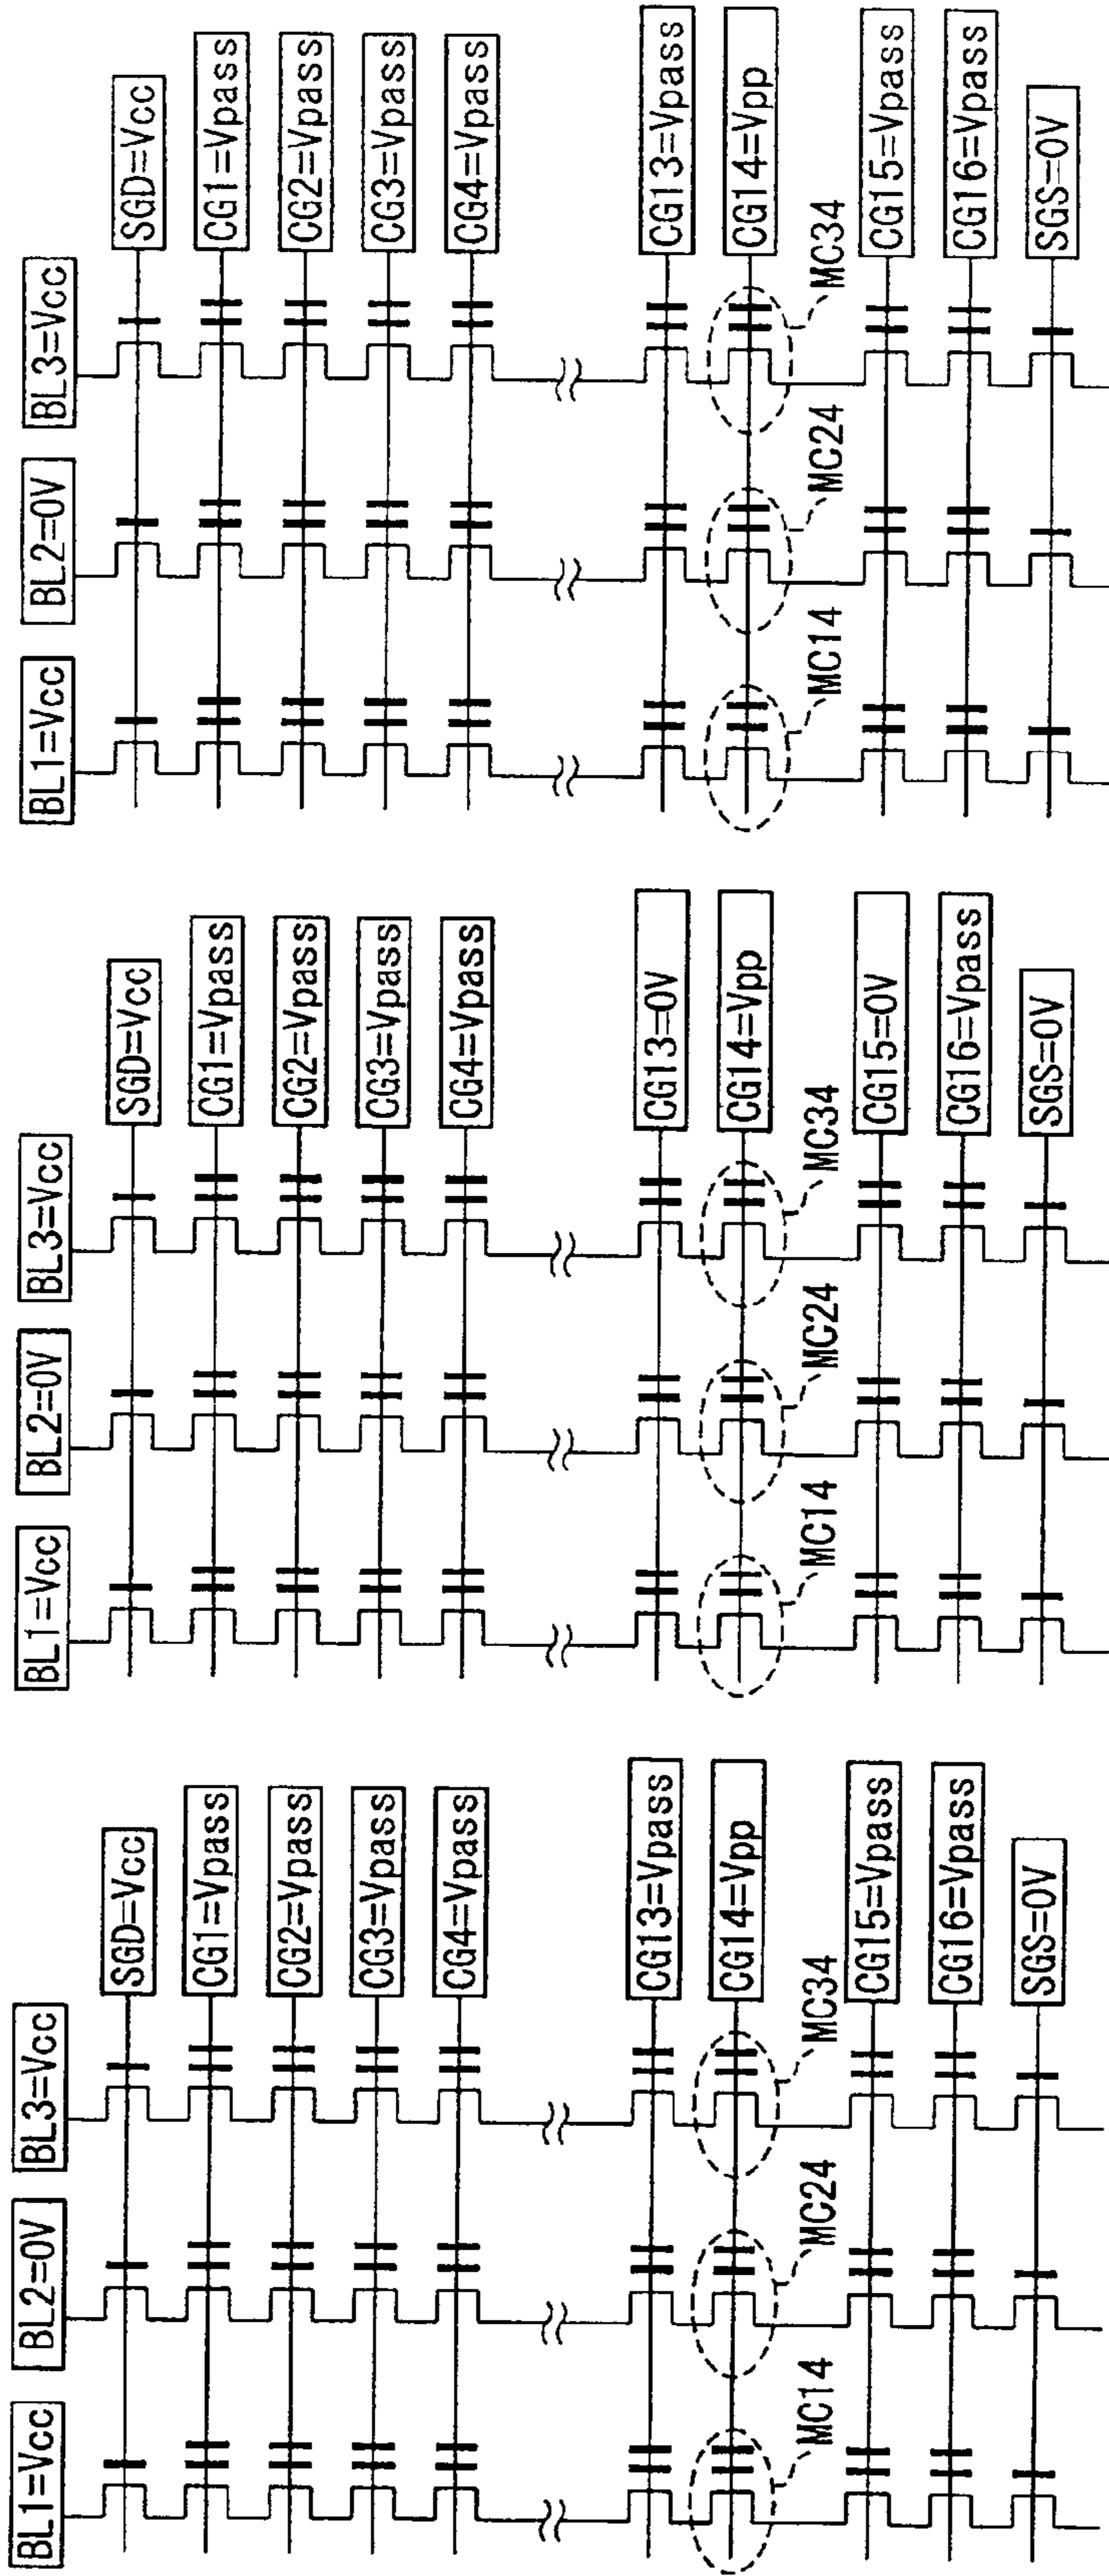 BL1=Vcc
BL2=0V
BL3=Vcc
SGD=Vcc
CG1=Vpass
CG2=Vpass
CG3=Vpass
CG4=Vpass
CG13=Vpass
CG14=Vpp
MC14
MC24
MC34
CG15=Vpass
CG16=Vpass
SGS=0V
BL1=Vcc
BL2=0V
BL3=Vcc
SGD=Vcc
CG1=Vpass
CG2=Vpass
CG3=Vpass
CG4=Vpass
CG13=0V
CG14=Vpp
MC14
MC24
MC34
CG15=0V
CG16=Vpass
SGS=0V
BL1=Vcc
BL2=0V
BL3=Vcc
SGD=Vcc
CG1=Vpass
CG2=Vpass
CG3=Vpass
CG4=Vpass
CG13=Vpass
CG14=Vpp
MC14
MC24
MC34
CG15=Vpass
CG16=Vpass
SGS=0V